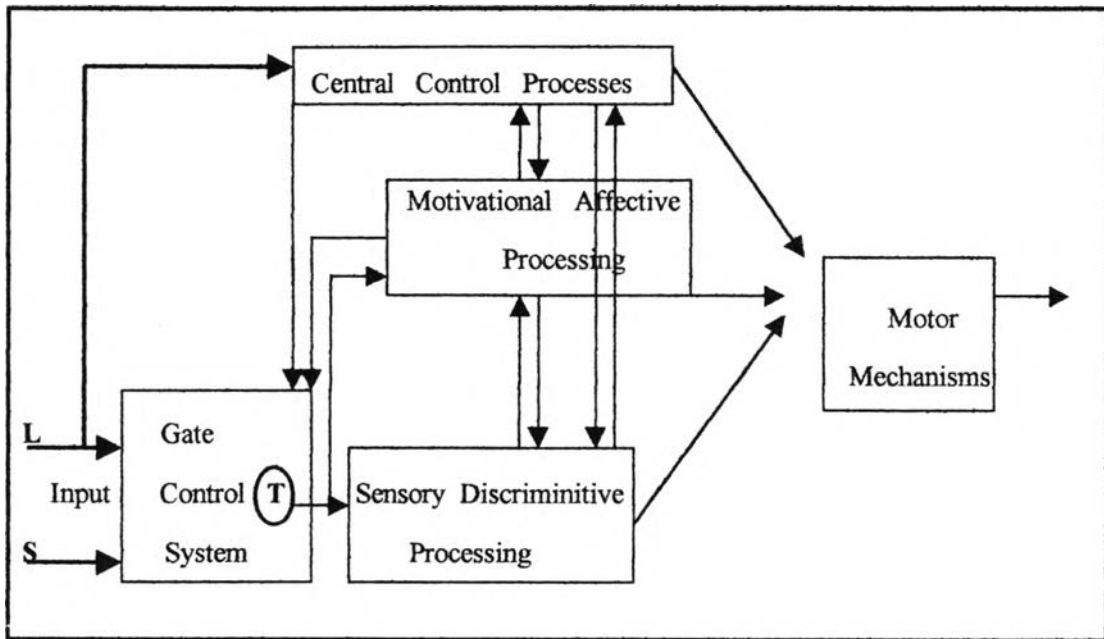 Central Control Processes
Motivational Affective
Processing
Motor
Mechanisms
L
Gate
Input
Control
T
Sensory Discriminitive
S
System
Processing